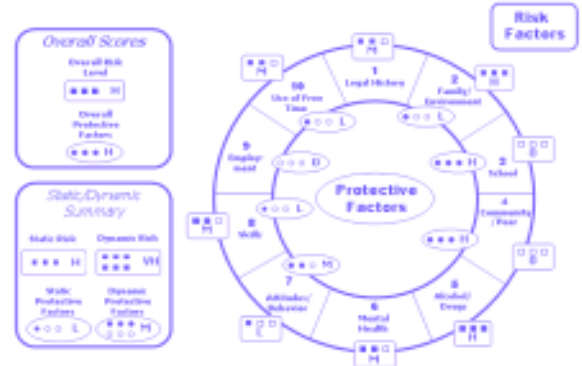 Overall Scores
Overall Risk
Level
H
Overall
Protective
Factors
H
Static/Dynamic
Summary
Static Risk
Dynamic Risk
H
VH
Static
Protective
Factors
L
Dynamic
Protective
Factors
M
Risk
Factors
Protective
Factors
1
Legal History
M
L
2
Family/
Environment
H
H
3
School
4
Community
/ Peer
H
5
Alcohol/
Drugs
H
6
Mental
Health
M
7
Attitudes/
Behavior
M
L
8
Skills
L
M
9
Employ-
ment
10
Use of Free
Time
L
M